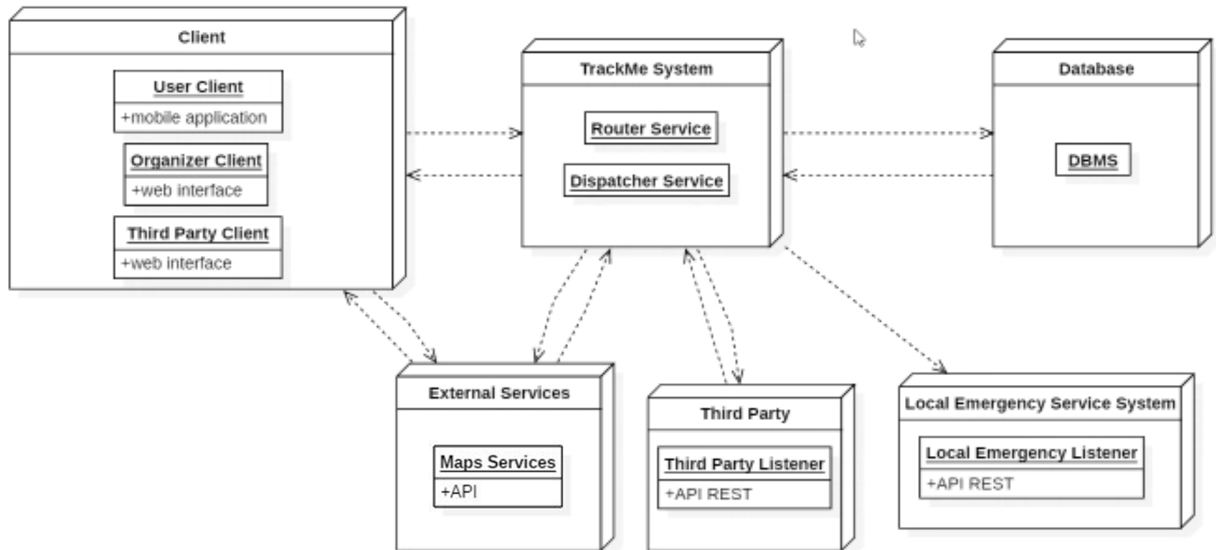 Client
User Client
+mobile application
Organizer Client
+web interface
Third Party Client
+web interface
TrackMe System
Router Service
Dispatcher Service
Database
DBMS
External Services
Maps Services
+API
Third Party
Third Party Listener
+API REST
Local Emergency Service System
Local Emergency Listener
+API REST